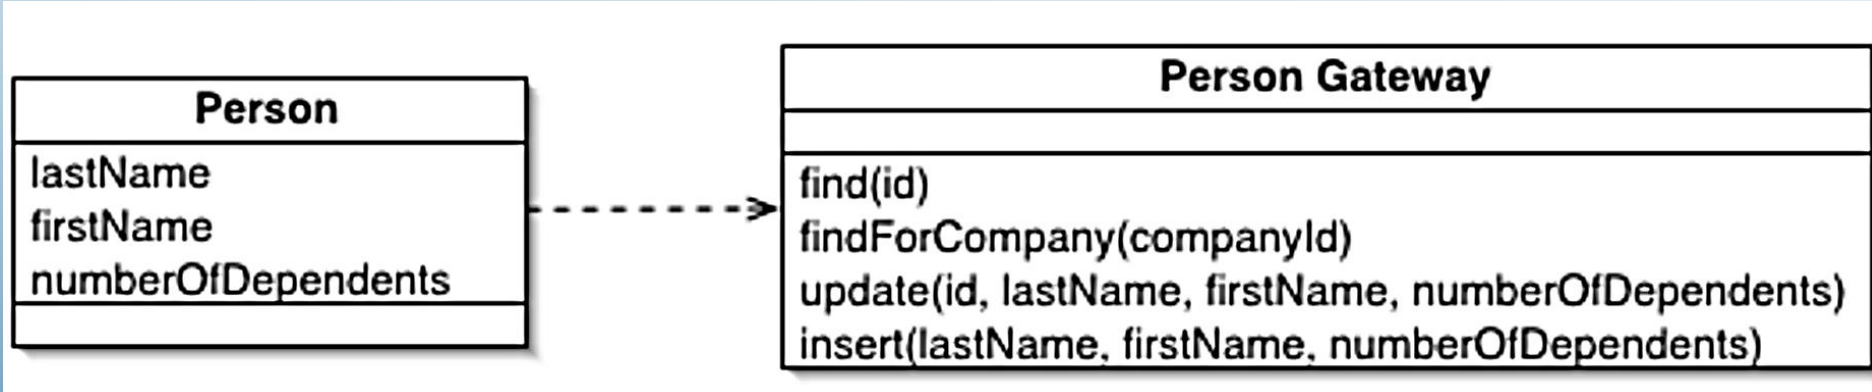 Person
lastName
firstName
numberOfDependents
Person Gateway
find(id)
findForCompany(companyId)
update(id, lastName, firstName, numberOfDependents)
insert(lastName, firstName, numberOfDependents)